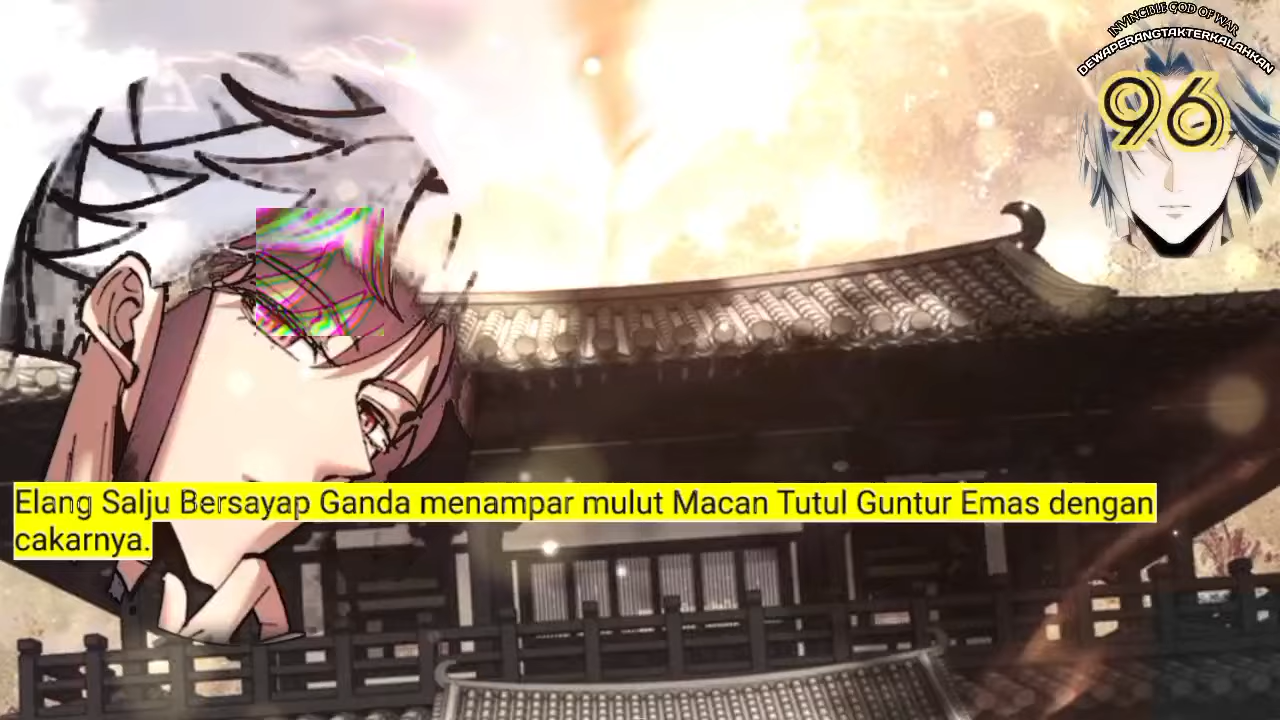 INVINCIBLE GOD OF WAR
DEWAPERANGTAKTERKALAHKAN
96
Elang Salju Bersayap Ganda menampar mulut Macan Tutul Guntur Emas dengan
cakarnya.